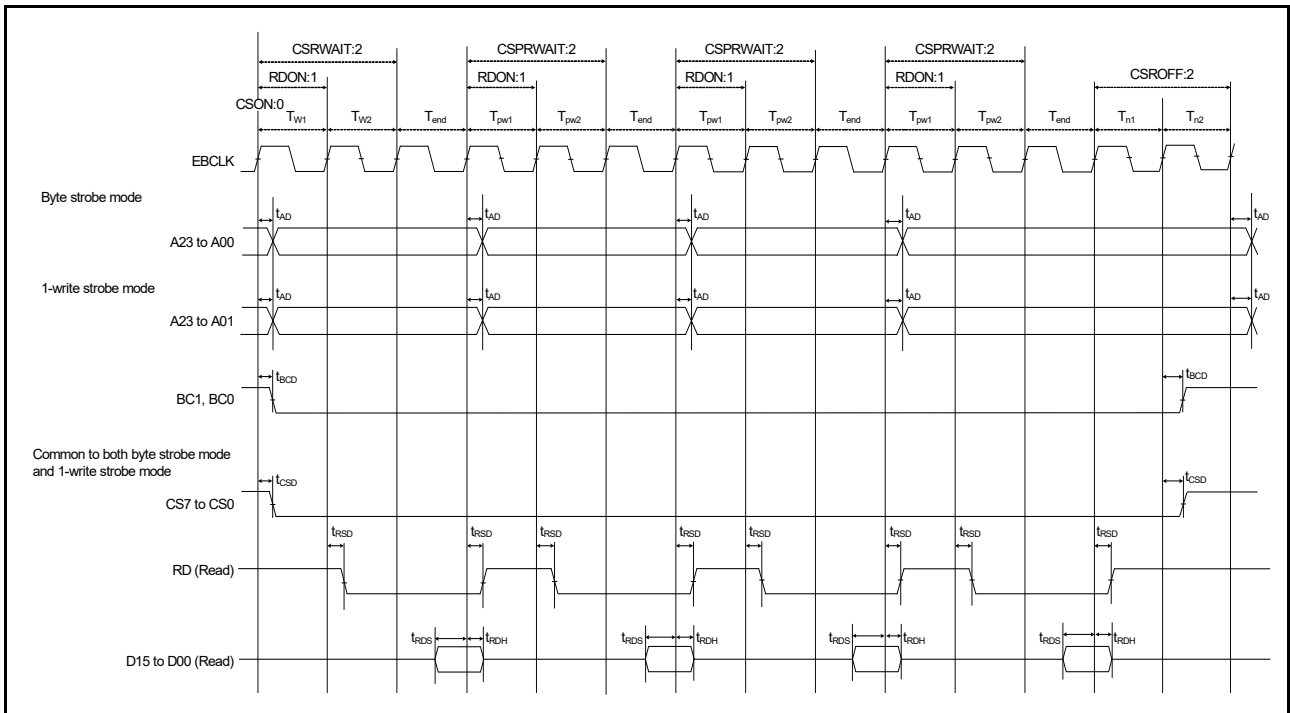 CSRWAIT:2 CSPRWAIT:2 CSPRWAIT:2 CSPRWAIT:2
RDON:1 RDON:1 RDON:1 RDON:1 CSROFF:2
CSON:0
TW1 TW2 Tend Tpw1 Tpw2 Tend Tpw1 Tpw2 Tend Tpw1 Tpw2 Tend Tn1 Tn2
EBCLK
Byte strobe mode
tAD tAD tAD tAD tAD
A23 to A00
1-write strobe mode
tAD tAD tAD tAD tAD
A23 to A01
tBCD tBCD
BC1, BC0
Common to both byte strobe mode
and 1-write strobe mode
tCSD tCSD
CS7 to CS0
tRSD tRSD tRSD tRSD tRSD tRSD tRSD tRSD
RD (Read)
tRDS tRDH tRDS tRDH tRDS tRDH tRDS tRDH
D15 to D00 (Read)